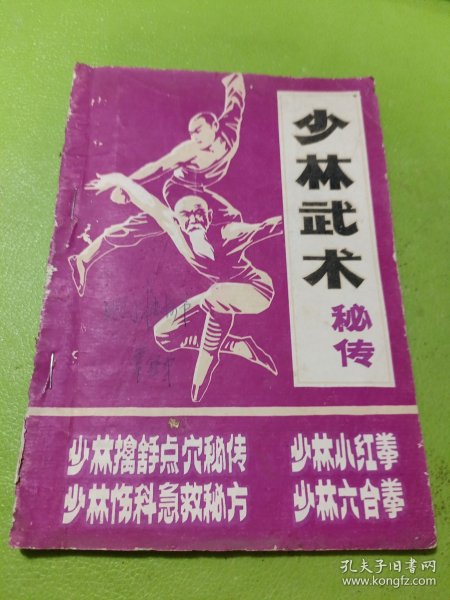 少林武术
秘传
少林擒舒点穴秘传
少林小红拳
少林伤科急救秘方
少林六合拳
孔夫子旧书网
www.kongfz.com